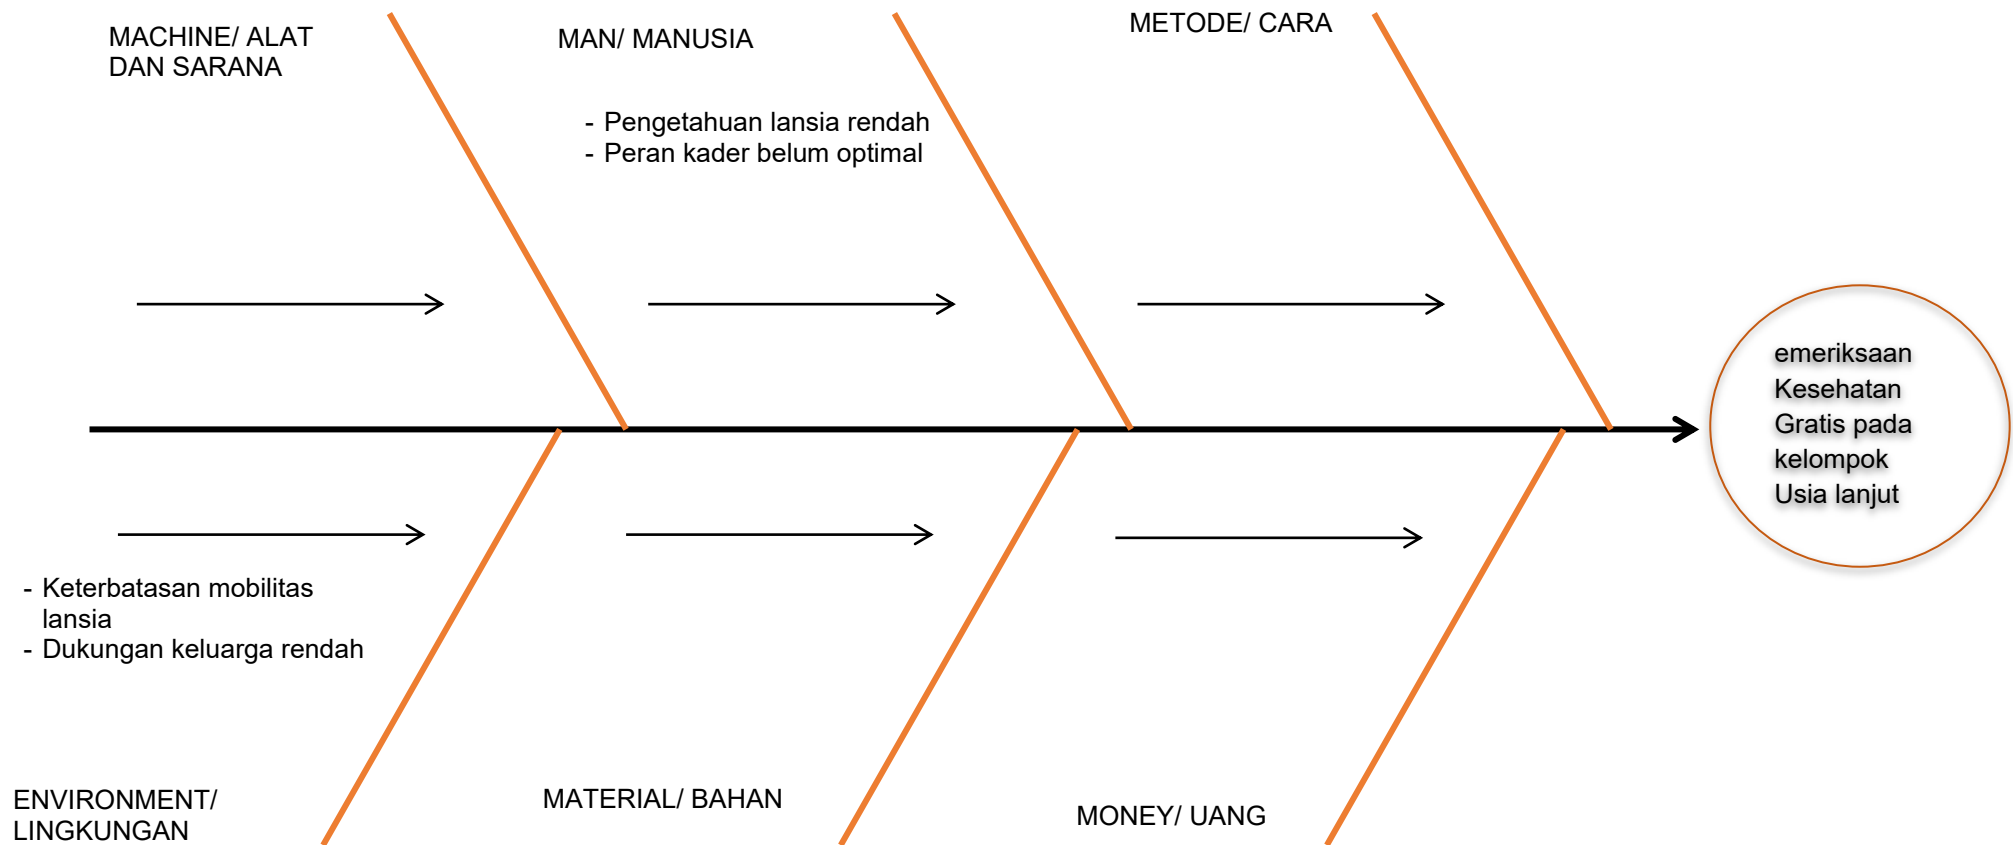 MACHINE/ ALAT
DAN SARANA
MAN/ MANUSIA
METODE/ CARA
- Pengetahuan lansia rendah
- Peran kader belum optimal
emeriksaan
Kesehatan
Gratis pada
kelompok
Usia lanjut
- Keterbatasan mobilitas
lansia
- Dukungan keluarga rendah
ENVIRONMENT/
LINGKUNGAN
MATERIAL/ BAHAN
MONEY/ UANG